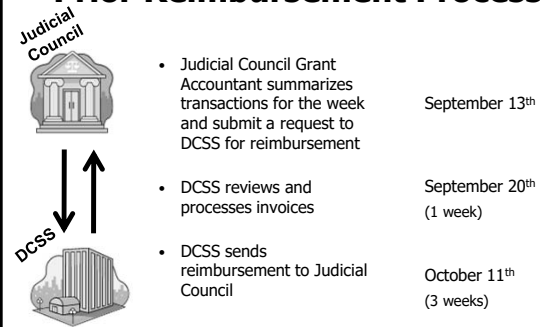 Prior Reimbursement Process
Judicial
Council
• Judicial Council Grant
Accountant summarizes
transactions for the week
and submit a request to
DCSS for reimbursement
September 13th
• DCSS reviews and
processes invoices
September 20th
(1 week)
DCSS
• DCSS sends
reimbursement to Judicial
Council
October 11th
(3 weeks)